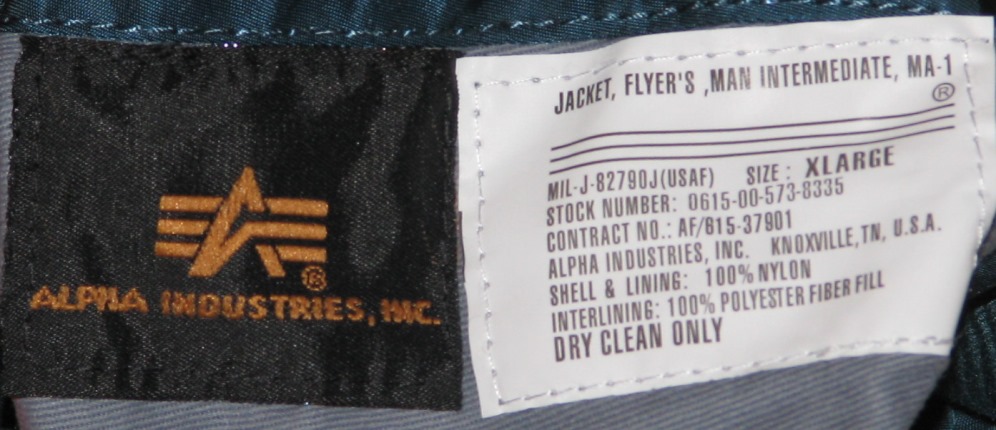 ALPHA INDUSTRIES, INC.
®
JACKET, FLYER'S ,MAN INTERMEDIATE, MA-1
®
MIL-J-82790J(USAF) SIZE : XLARGE
STOCK NUMBER: 0615-00-573-8335
CONTRACT NO.: AF/615-37901
ALPHA INDUSTRIES, INC. KNOXVILLE, TN, U.S.A.
SHELL & LINING: 100% NYLON
INTERLINING: 100% POLYESTER FIBER FILL
DRY CLEAN ONLY